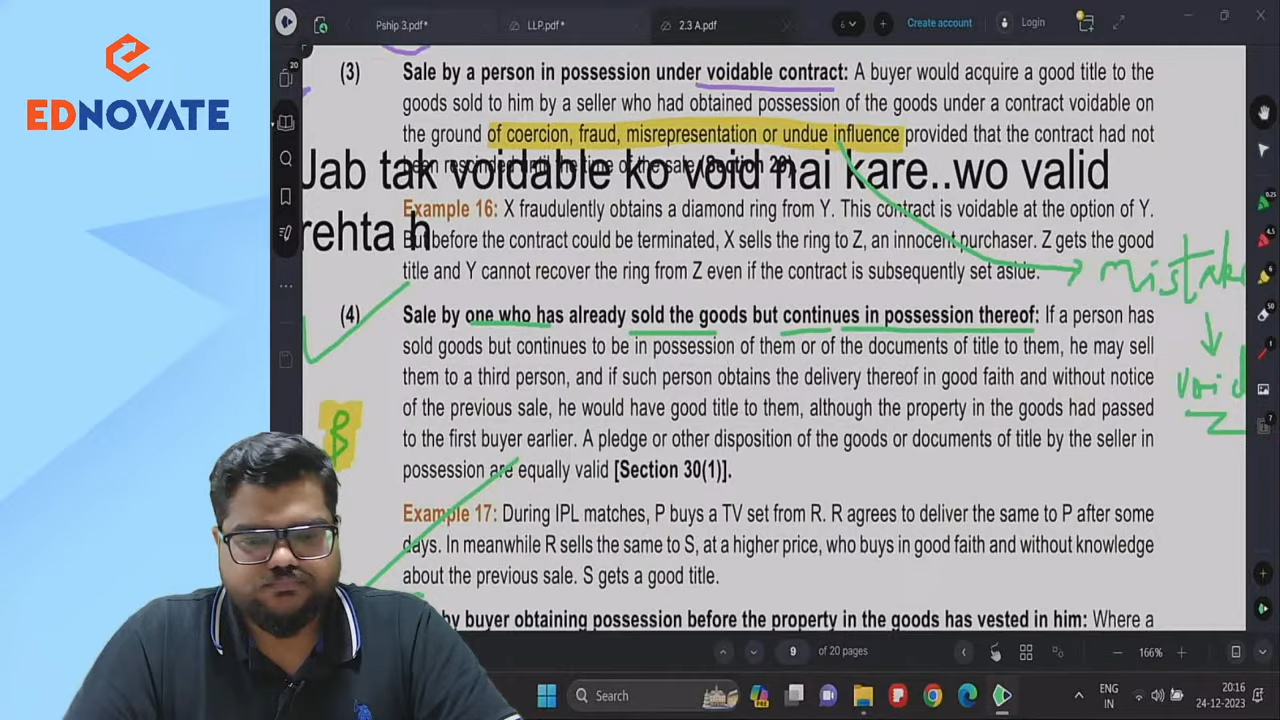 Pship 3.pdf*
LLP.pdf*
2.3 A.pdf
6
Create account
Login
EDNOVATE
20
(3) Sale by a person in possession under voidable contract: A buyer would acquire a good title to the
goods sold to him by a seller who had obtained possession of the goods under a contract voidable on
the ground of coercion, fraud, misrepresentation or undue influence provided that the contract had not
been rescinded until the time of the sale (Section 29).
Jab tak voidable ko void nai kare..wo valid
rehta h
Example 16: X fraudulently obtains a diamond ring from Y. This contract is voidable at the option of Y.
But before the contract could be terminated, X sells the ring to Z, an innocent purchaser. Z gets the good
title and Y cannot recover the ring from Z even if the contract is subsequently set aside.
mistake
void
(4) Sale by one who has already sold the goods but continues in possession thereof: If a person has
sold goods but continues to be in possession of them or of the documents of title to them, he may sell
them to a third person, and if such person obtains the delivery thereof in good faith and without notice
of the previous sale, he would have good title to them, although the property in the goods had passed
to the first buyer earlier. A pledge or other disposition of the goods or documents of title by the seller in
possession are equally valid [Section 30(1)].
B
Example 17: During IPL matches, P buys a TV set from R. R agrees to deliver the same to P after some
days. In meanwhile R sells the same to S, at a higher price, who buys in good faith and without knowledge
about the previous sale. S gets a good title.
by buyer obtaining possession before the property in the goods has vested in him: Where a
9 of 20 pages
166%
Search
ENG
IN
20:16
24-12-2023